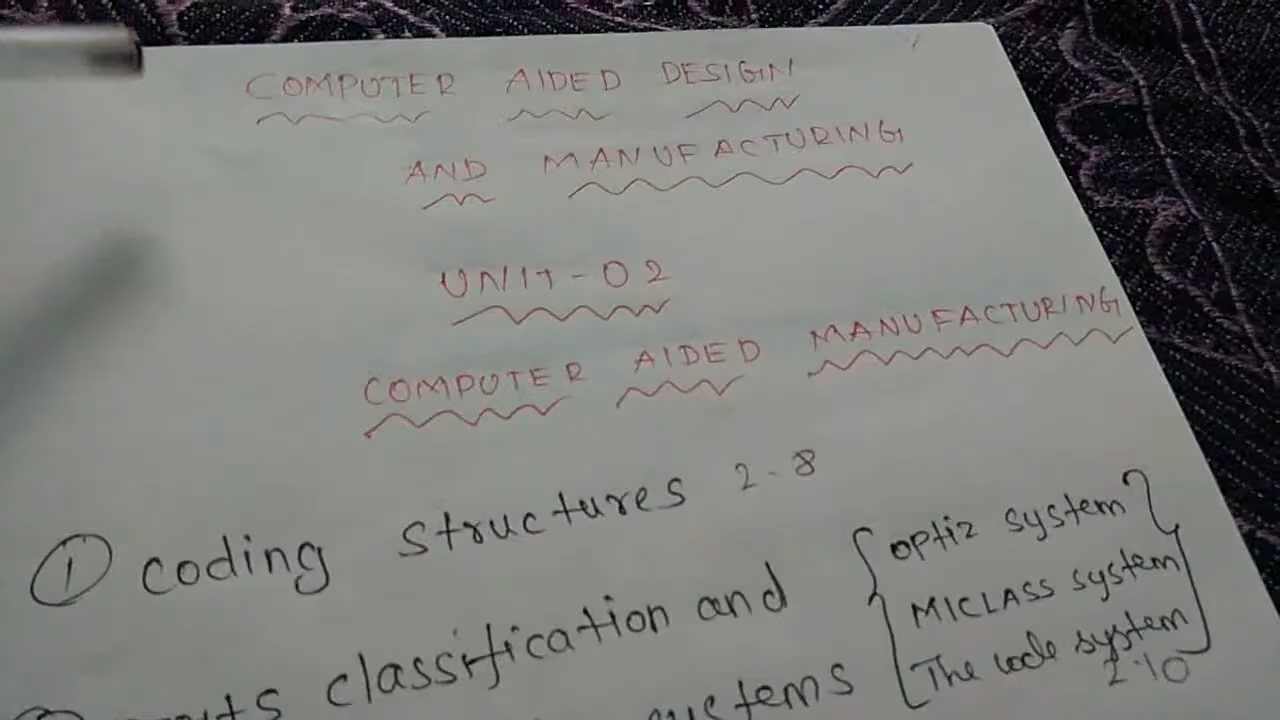 COMPUTER AIDED DESIGN
AND MANUFACTURING
UNIT-02
COMPUTER AIDED MANUFACTURING
① coding structures 2-8
classification and
optiz system
MICLASS system
The code system
2.10